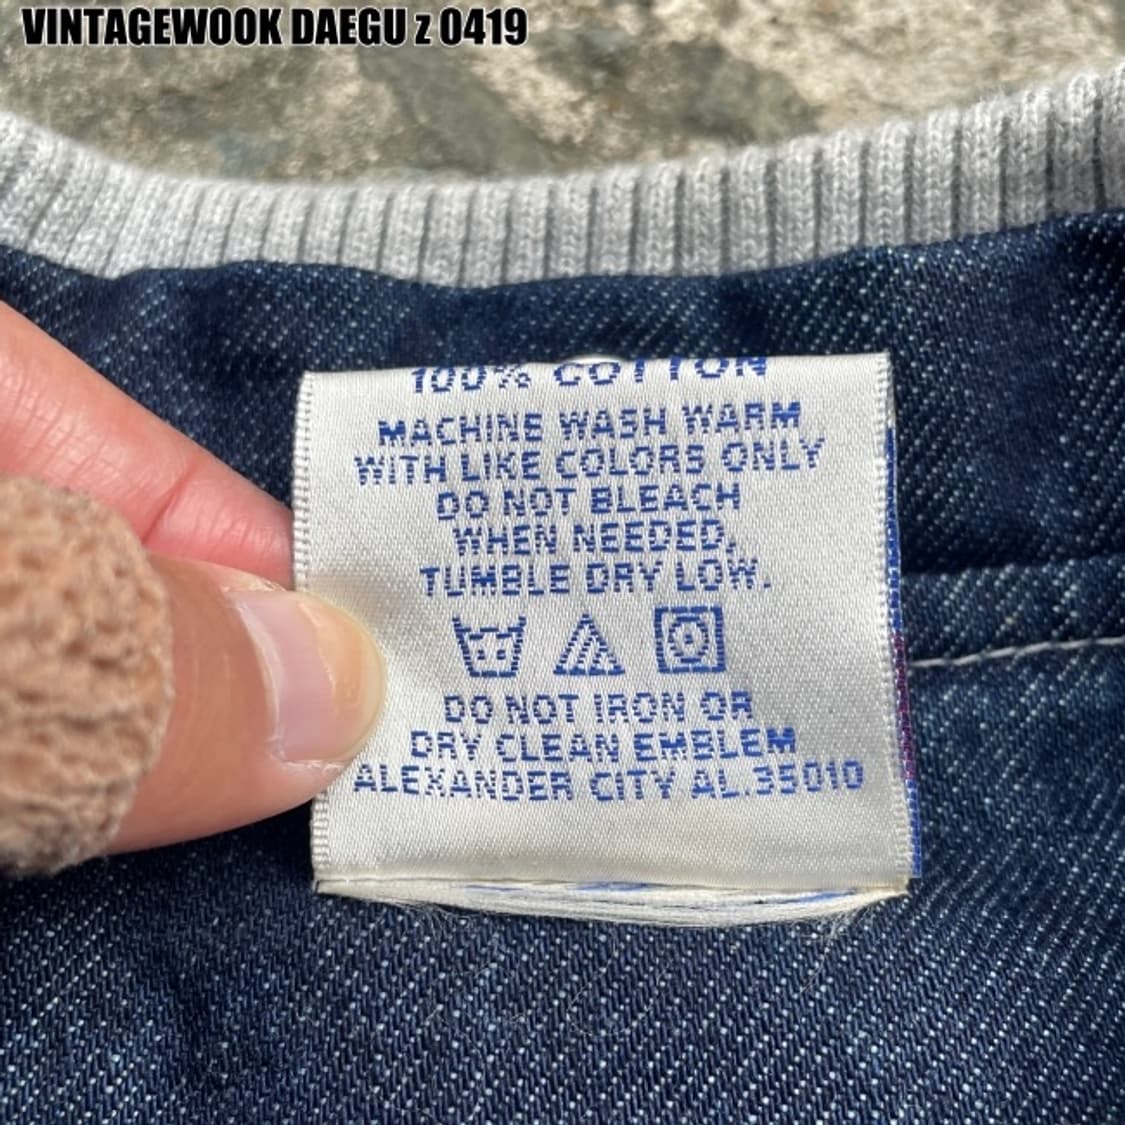 VINTAGEWOOK DAEGU z 0419
100% COTTON
MACHINE WASH WARM
WITH LIKE COLORS ONLY
DO NOT BLEACH
WHEN NEEDED,
TUMBLE DRY LOW.
DO NOT IRON OR
DRY CLEAN EMBLEM
ALEXANDER CITY AL.35010